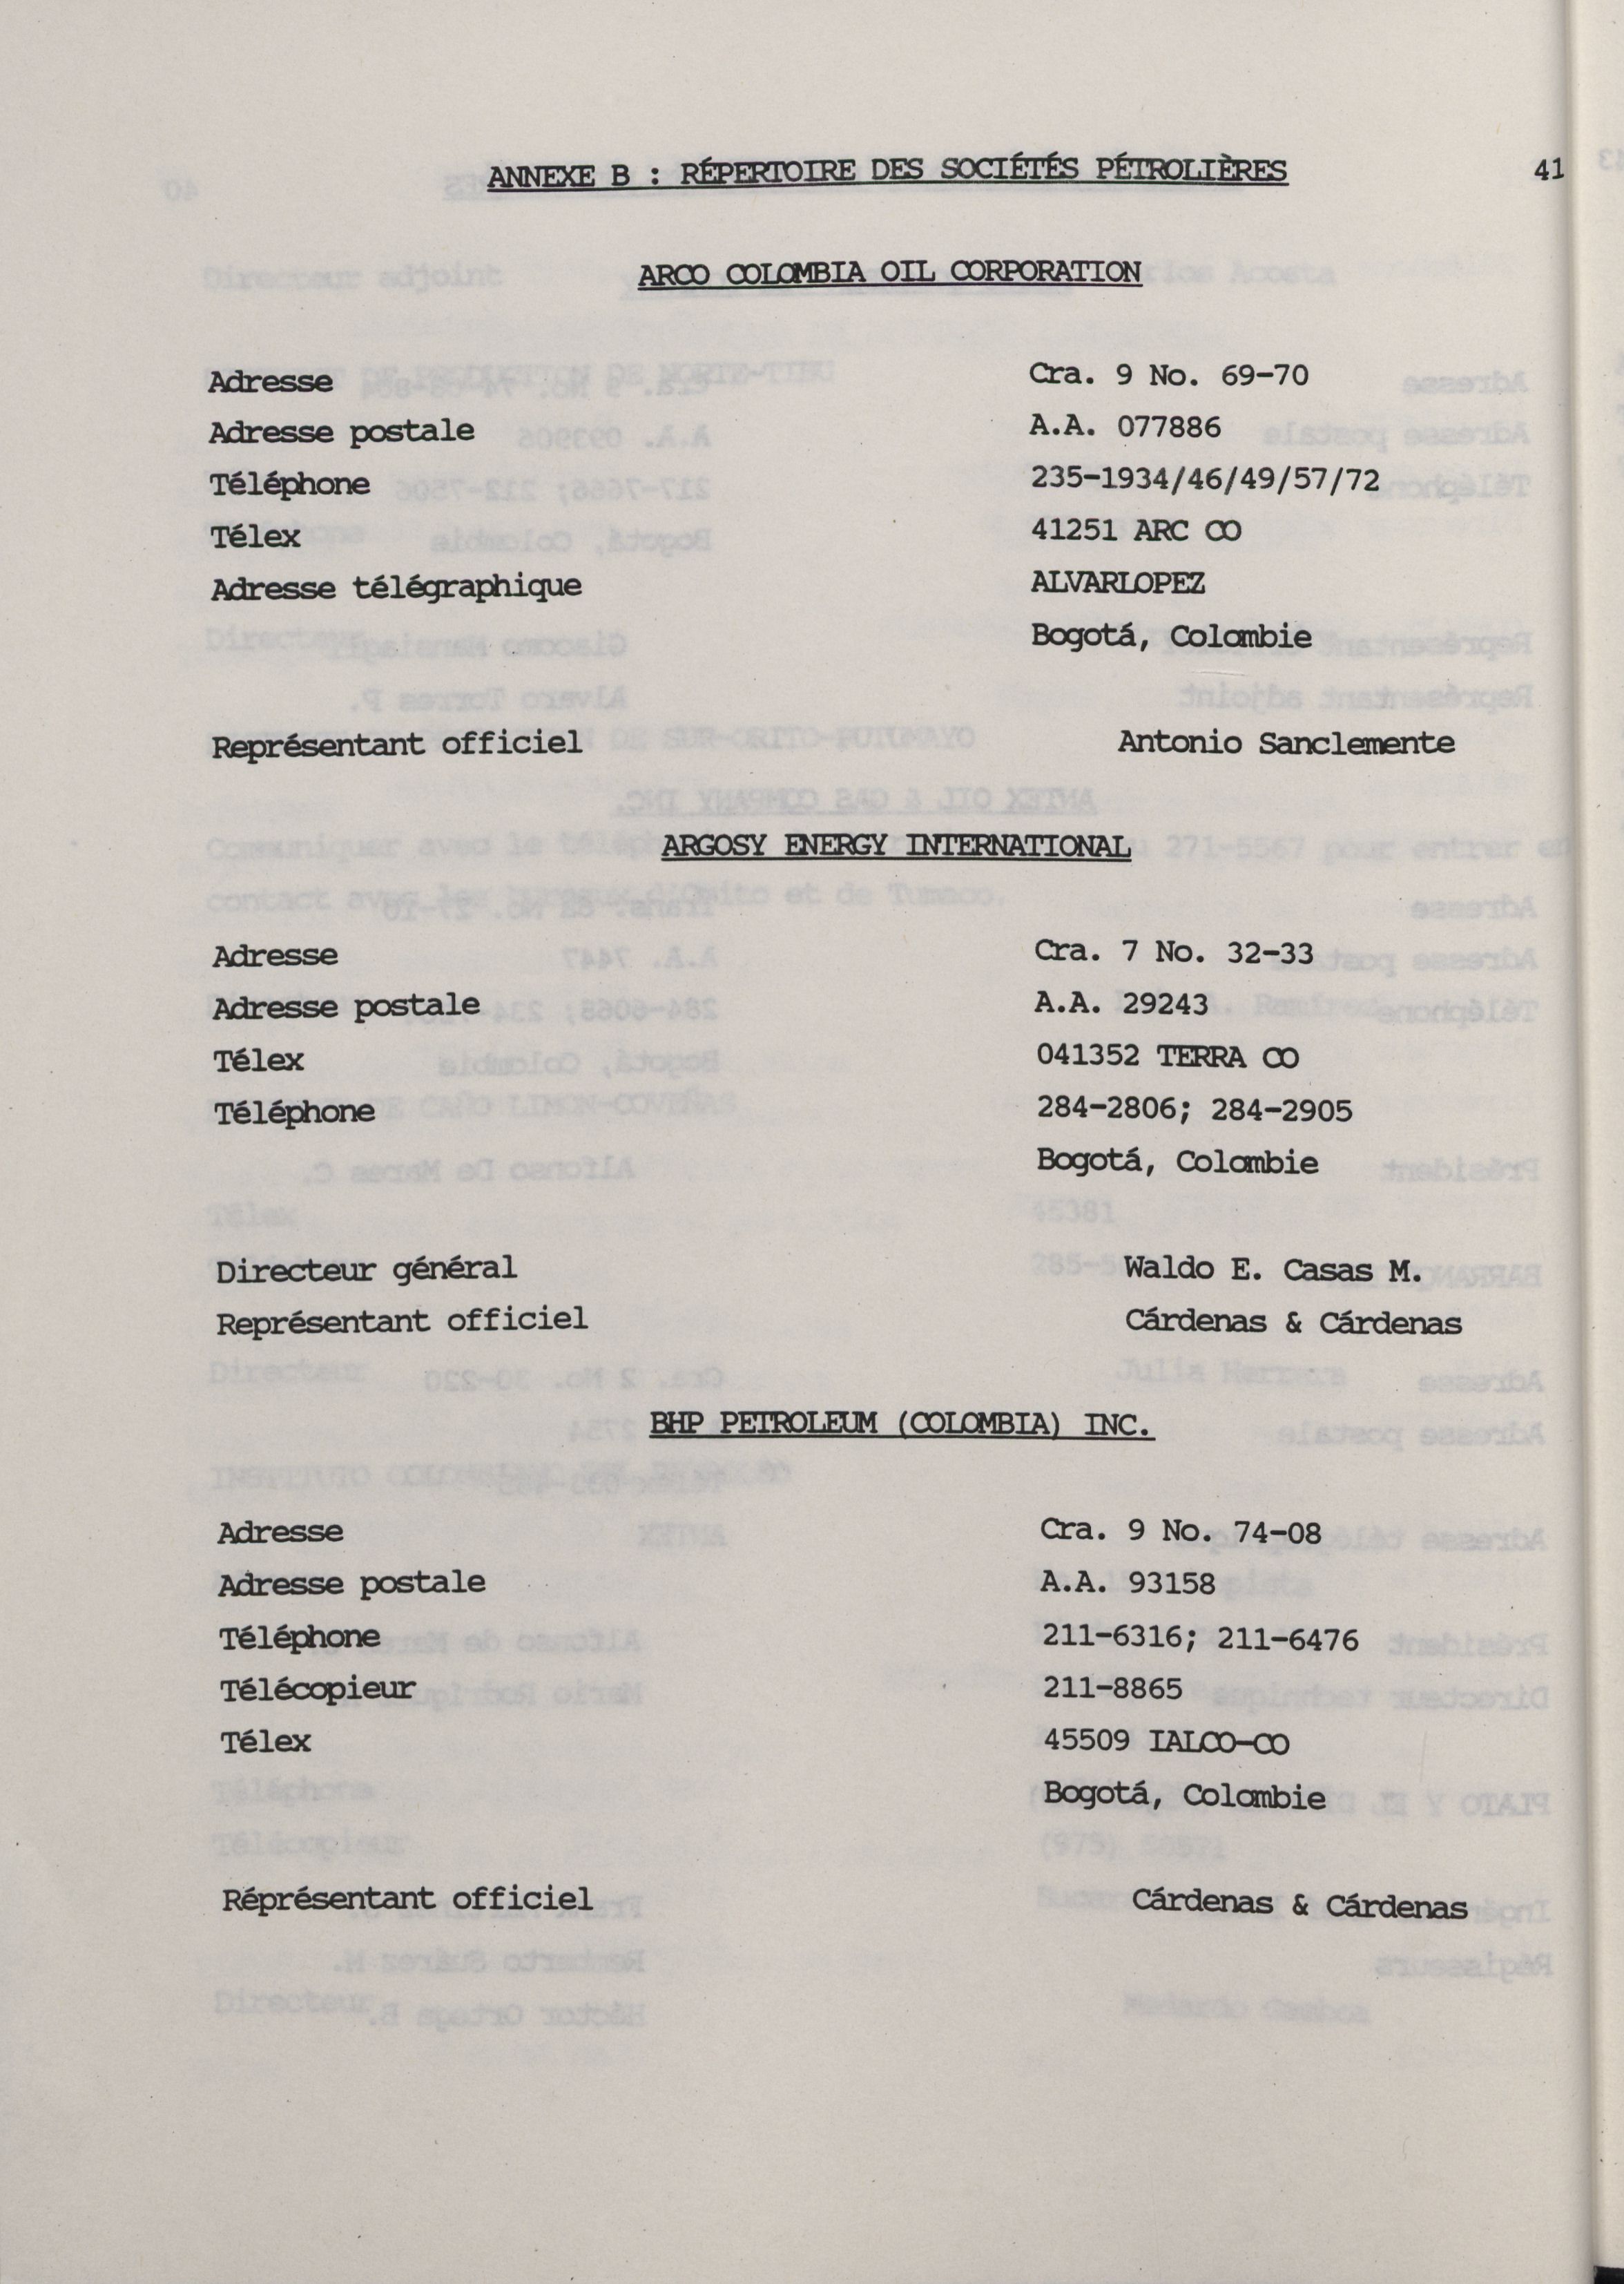 ANNEXE B : RÉPERTOIRE DES SOCIÉTÉS PÉTROLIÈRES 41
ARCO COLOMBIA OIL CORPORATION
Adresse Cra. 9 No. 69-70
Adresse postale A.A. 077886
Téléphone 235-1934/46/49/57/72
Télex 41251 ARC CO
Adresse télégraphique ALVARLOPEZ
Bogotá, Colombie
Représentant officiel Antonio Sanclemente
ARGOSY ENERGY INTERNATIONAL
Adresse Cra. 7 No. 32-33
Adresse postale A.A. 29243
Télex 041352 TERRA CO
Téléphone 284-2806; 284-2905
Bogotá, Colombie
Directeur général Waldo E. Casas M.
Représentant officiel Cárdenas & Cárdenas
BHP PETROLEUM (COLOMBIA) INC.
Adresse Cra. 9 No. 74-08
Adresse postale A.A. 93158
Téléphone 211-6316; 211-6476
Télécopieur 211-8865
Télex 45509 IALCO-CO
Bogotá, Colombie
Réprésentant officiel Cárdenas & Cárdenas